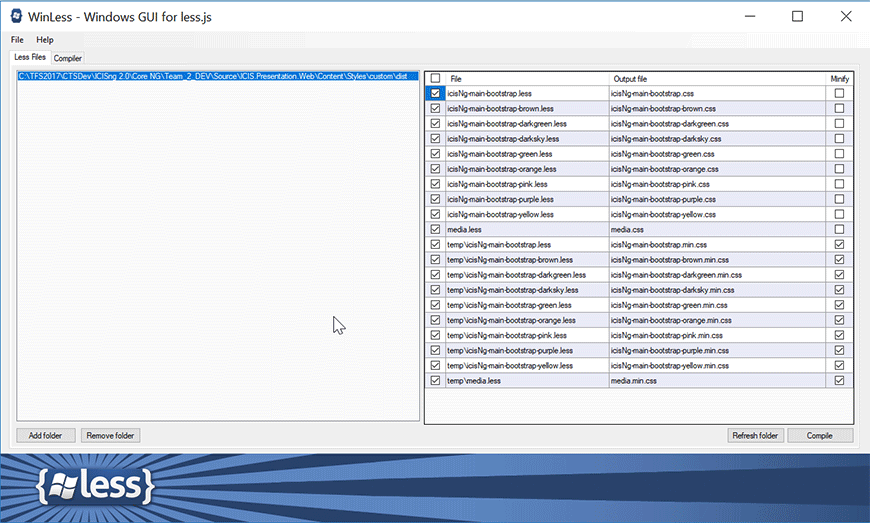 WinLess - Windows GUI for less.js
File Help
Less Files Compiler
C:\TFS2017\CTSDev\ICISng 2.0\Core NG\Team_2_DEV\Source\ICIS.Presentation.Web\Content\Styles\custom\dist
File Output file Minify
icisNg-main-bootstrap.less icisNg-main-bootstrap.css
icisNg-main-bootstrap-brown.less icisNg-main-bootstrap-brown.css
icisNg-main-bootstrap-darkgreen.less icisNg-main-bootstrap-darkgreen.css
icisNg-main-bootstrap-darksky.less icisNg-main-bootstrap-darksky.css
icisNg-main-bootstrap-green.less icisNg-main-bootstrap-green.css
icisNg-main-bootstrap-orange.less icisNg-main-bootstrap-orange.css
icisNg-main-bootstrap-pink.less icisNg-main-bootstrap-pink.css
icisNg-main-bootstrap-purple.less icisNg-main-bootstrap-purple.css
icisNg-main-bootstrap-yellow.less icisNg-main-bootstrap-yellow.css
media.less media.css
temp\icisNg-main-bootstrap.less icisNg-main-bootstrap.min.css
temp\icisNg-main-bootstrap-brown.less icisNg-main-bootstrap-brown.min.css
temp\icisNg-main-bootstrap-darkgreen.less icisNg-main-bootstrap-darkgreen.min.css
temp\icisNg-main-bootstrap-darksky.less icisNg-main-bootstrap-darksky.min.css
temp\icisNg-main-bootstrap-green.less icisNg-main-bootstrap-green.min.css
temp\icisNg-main-bootstrap-orange.less icisNg-main-bootstrap-orange.min.css
temp\icisNg-main-bootstrap-pink.less icisNg-main-bootstrap-pink.min.css
temp\icisNg-main-bootstrap-purple.less icisNg-main-bootstrap-purple.min.css
temp\icisNg-main-bootstrap-yellow.less icisNg-main-bootstrap-yellow.min.css
temp\media.less media.min.css
Add folder Remove folder Refresh folder Compile
{less}